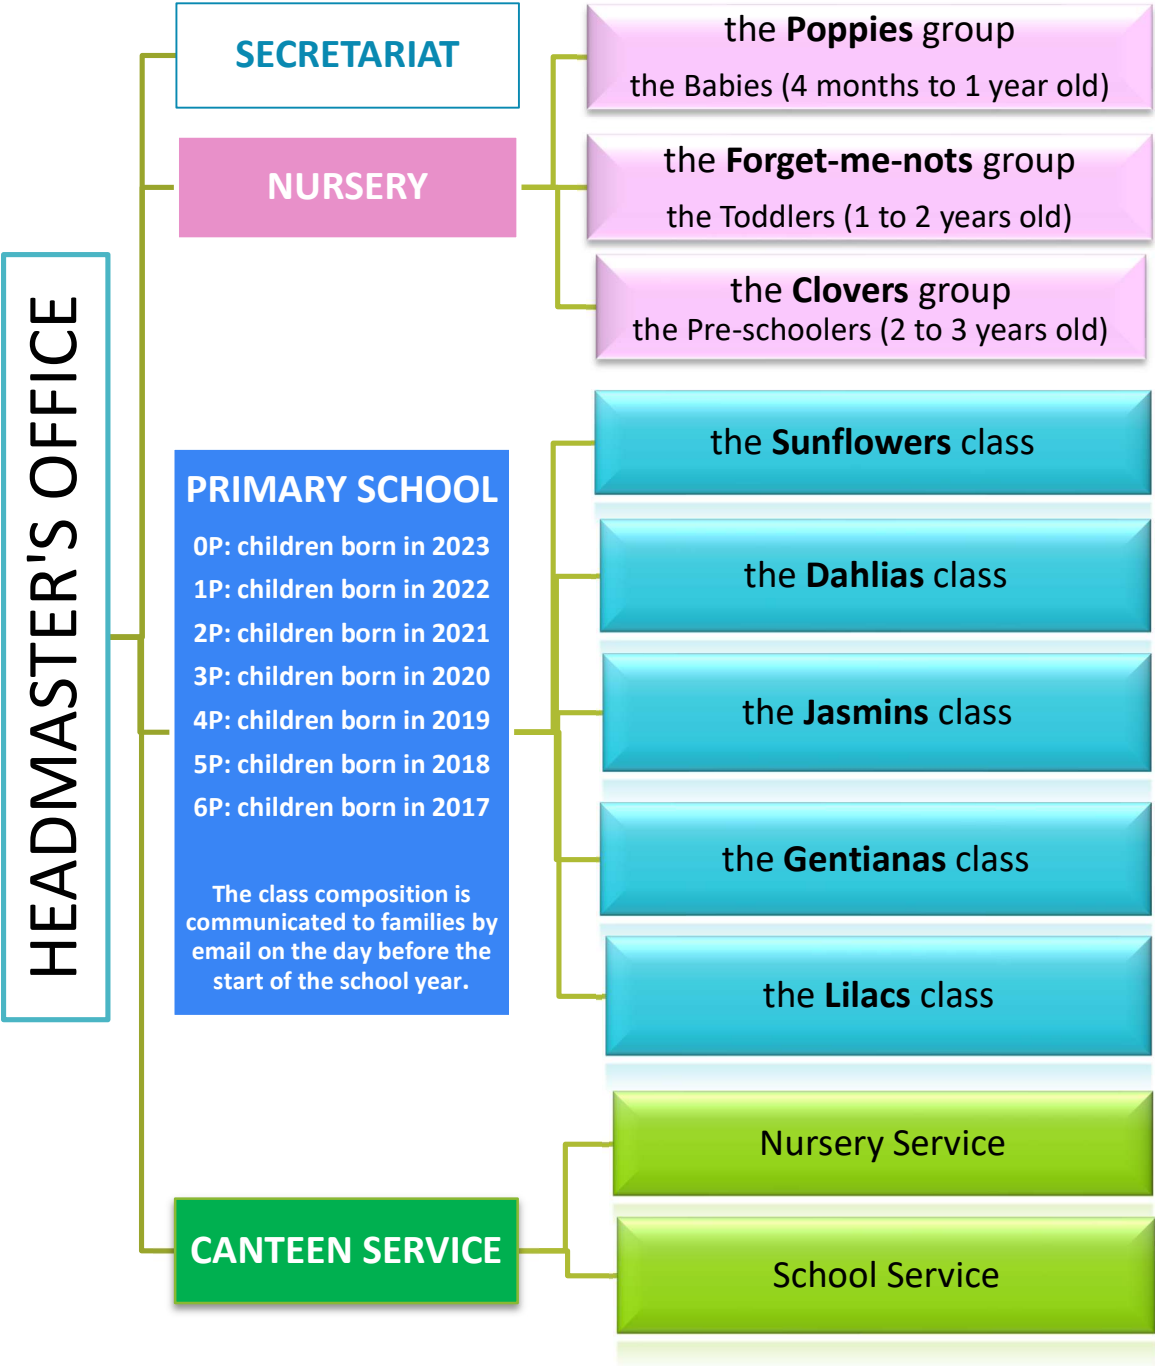 HEADMASTER'S OFFICE
SECRETARIAT
NURSERY
the Poppies group
the Babies (4 months to 1 year old)
the Forget-me-nots group
the Toddlers (1 to 2 years old)
the Clovers group
the Pre-schoolers (2 to 3 years old)
PRIMARY SCHOOL
0P: children born in 2023
1P: children born in 2022
2P: children born in 2021
3P: children born in 2020
4P: children born in 2019
5P: children born in 2018
6P: children born in 2017
The class composition is
communicated to families by
email on the day before the
start of the school year.
the Sunflowers class
the Dahlias class
the Jasmins class
the Gentianas class
the Lilacs class
CANTEEN SERVICE
Nursery Service
School Service